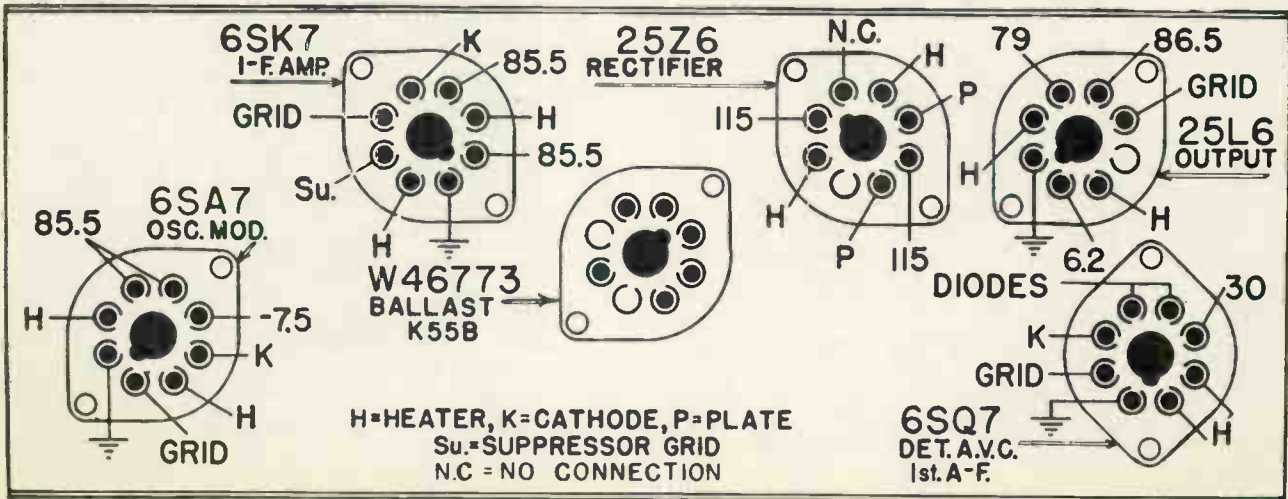 6SK7
I-F. AMP.
K
85.5
GRID
H
85.5
Su.
H
25Z6
RECTIFIER
N.C.
H
P
115
H
P
115
79
86.5
GRID
25L6
OUTPUT
H
6.2
H
6SA7
OSC. MOD.
85.5
-7.5
H
K
H
GRID
W46773
BALLAST
K55B
DIODES
30
K
GRID
H
6SQ7
DET. A.V.C.
1st. A-F.
H=HEATER, K=CATHODE, P=PLATE
Su.=SUPPRESSOR GRID
N.C = NO CONNECTION